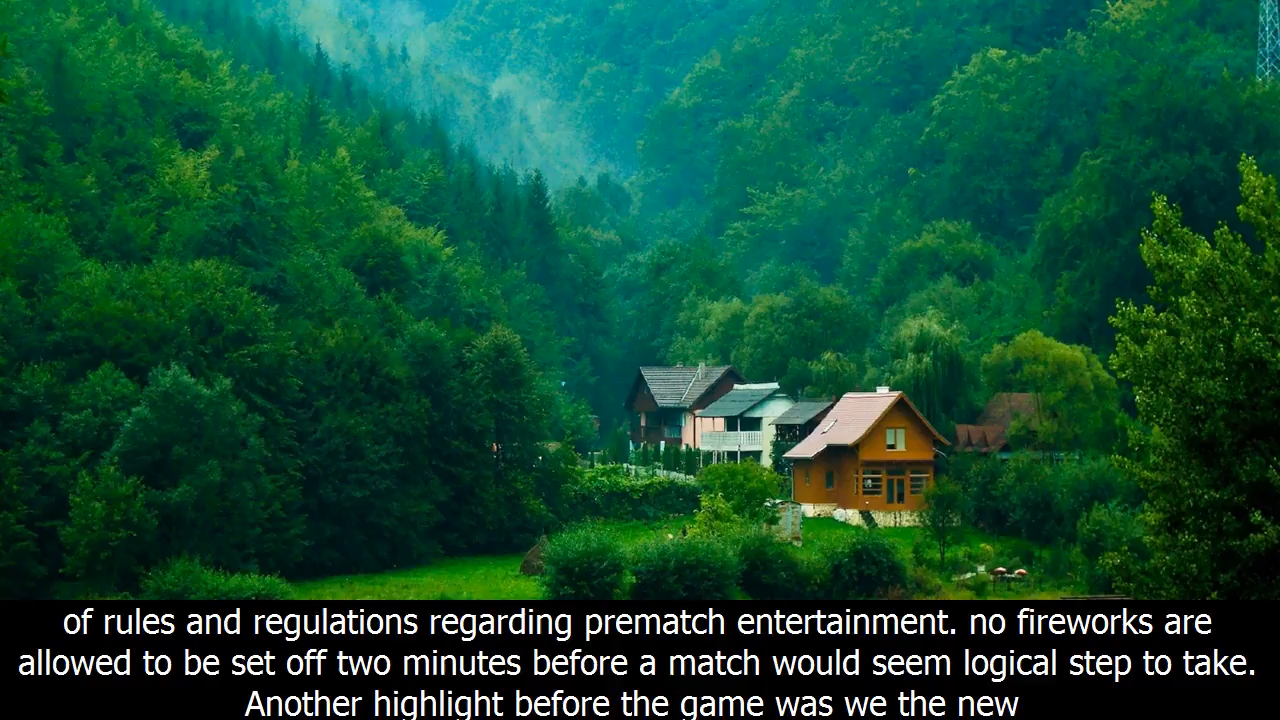 of rules and regulations regarding prematch entertainment. no fireworks are
allowed to be set off two minutes before a match would seem logical step to take.
Another highlight before the game was we the new